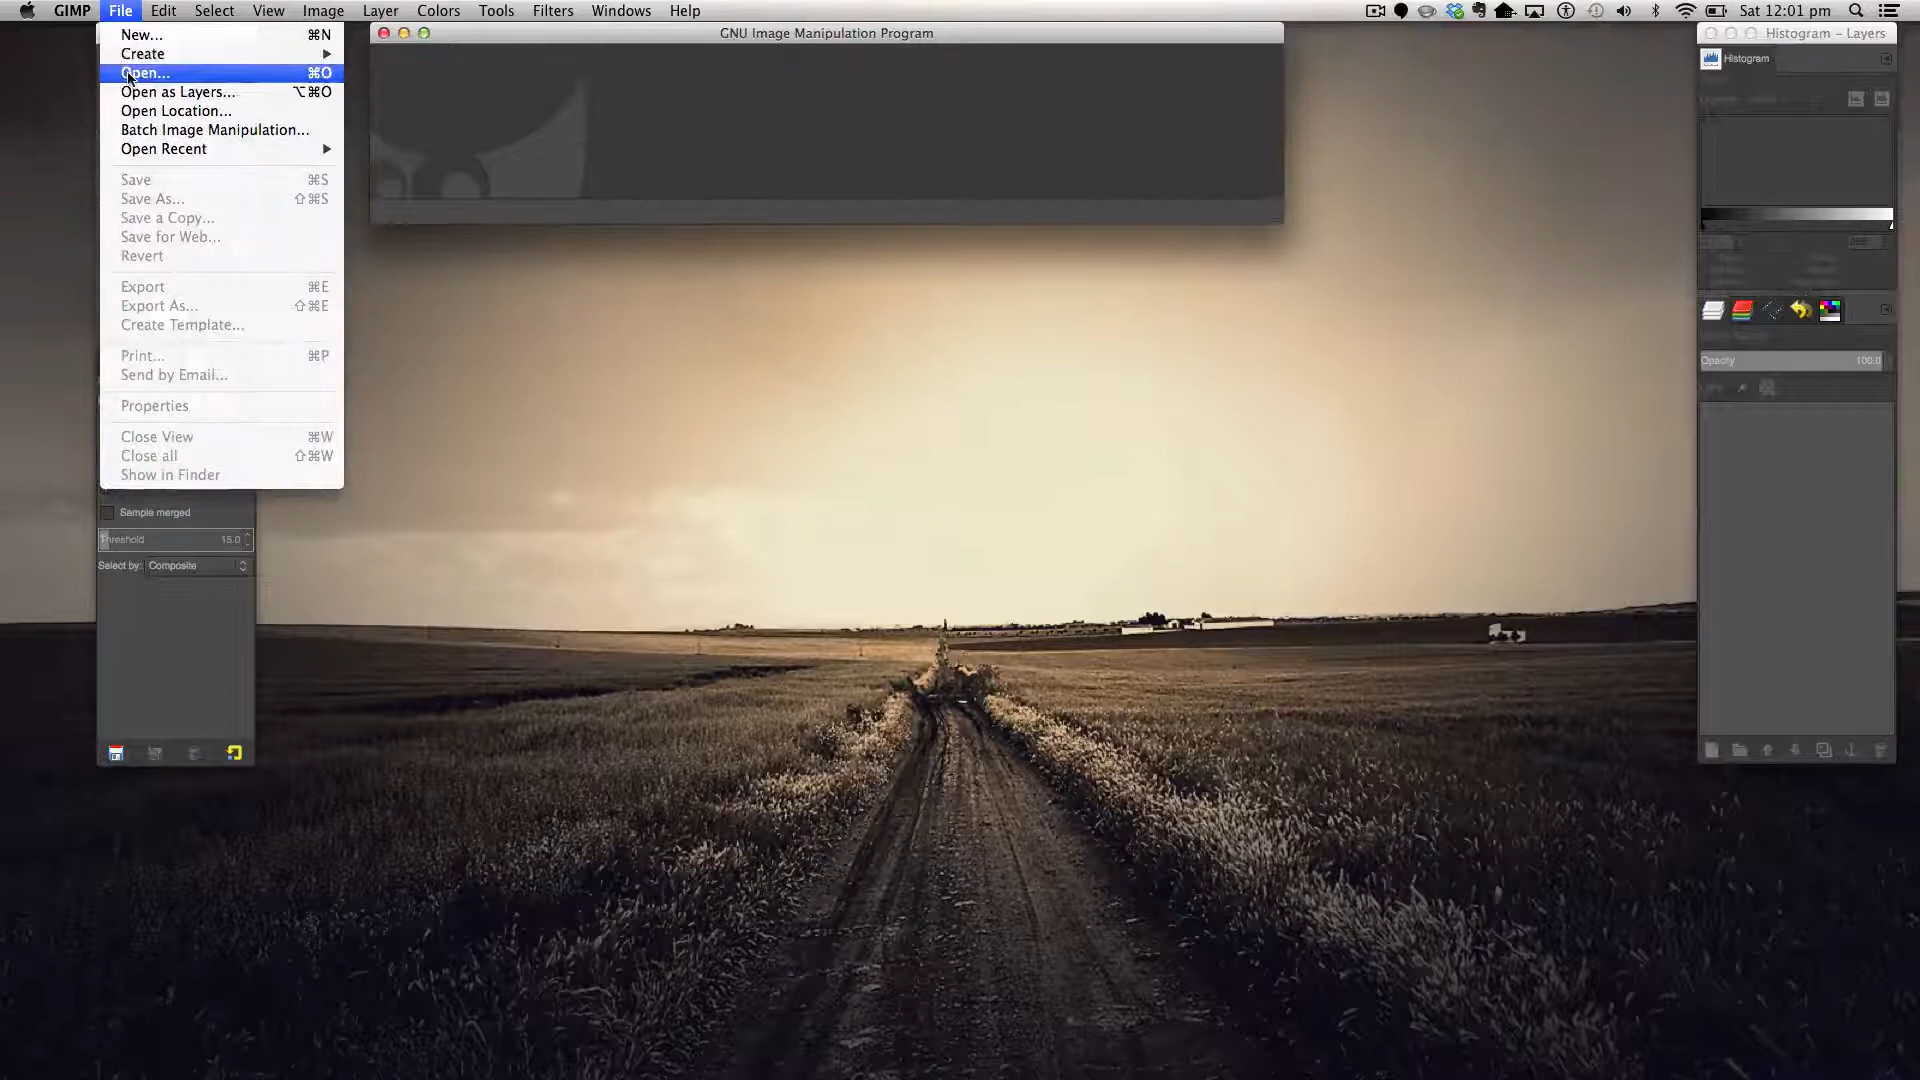 GIMP File Edit Select View Image Layer Colors Tools Filters Windows Help Sat 12:01 pm
New... ⌘N
Create
Open... ⌘O
Open as Layers... ⌥⌘O
Open Location...
Batch Image Manipulation...
Open Recent
Save ⌘S
Save As... ⇧⌘S
Save a Copy...
Save for Web...
Revert
Export ⌘E
Export As... ⇧⌘E
Create Template...
Print... ⌘P
Send by Email...
Properties
Close View ⌘W
Close all ⇧⌘W
Show in Finder
Sample merged
Threshold 15.0
Select by: Composite
GNU Image Manipulation Program
Histogram – Layers
Histogram
Opacity 100.0